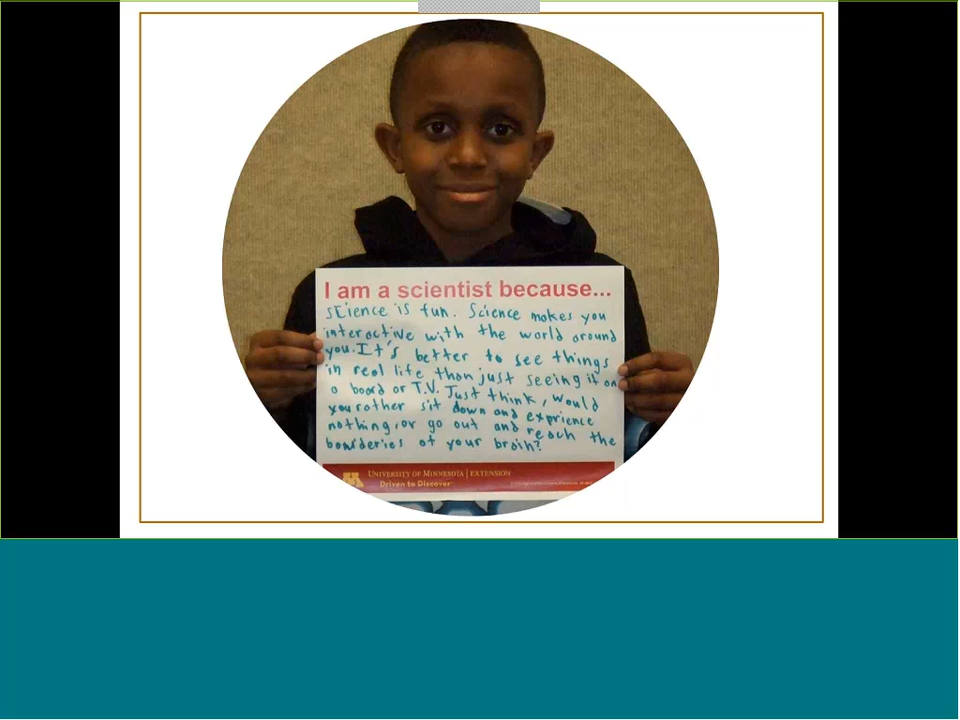 I am a scientist because...
science is fun. Science makes you
interactive with the world around
you. It's better to see things
in real life than just seeing it on
a board or T.V. Just think, would
you rather sit down and exprience
nothing, or go out and reach the
bowrderies of your brain?
UNIVERSITY OF MINNESOTA | EXTENSION
Driven to Discover